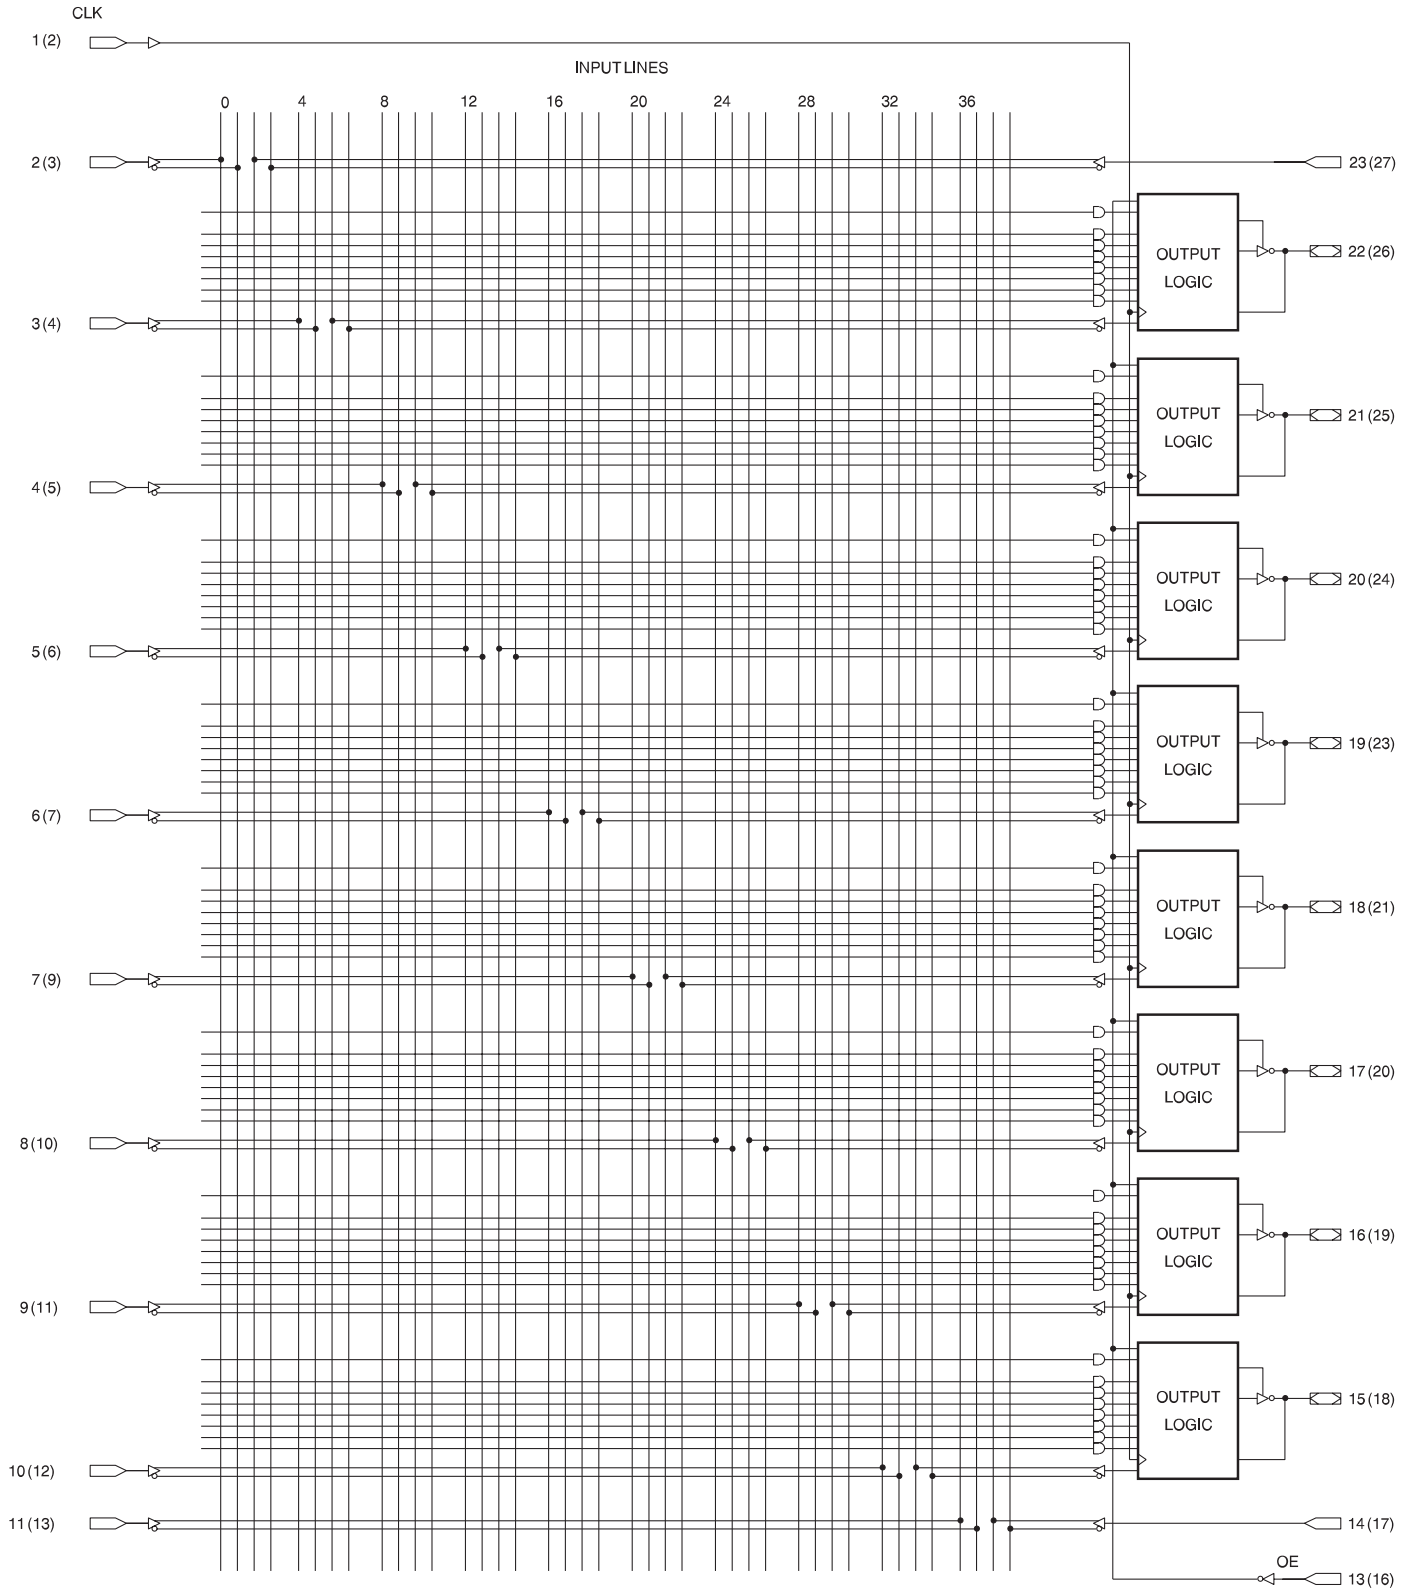 CLK
1(2)
INPUT LINES
0 4 8 12 16 20 24 28 32 36
2(3)
23(27)
OUTPUT
LOGIC
22(26)
3(4)
OUTPUT
LOGIC
21(25)
4(5)
OUTPUT
LOGIC
20(24)
5(6)
OUTPUT
LOGIC
19(23)
6(7)
OUTPUT
LOGIC
18(21)
7(9)
OUTPUT
LOGIC
17(20)
8(10)
OUTPUT
LOGIC
16(19)
9(11)
OUTPUT
LOGIC
15(18)
10(12)
11(13)
14(17)
OE
13(16)